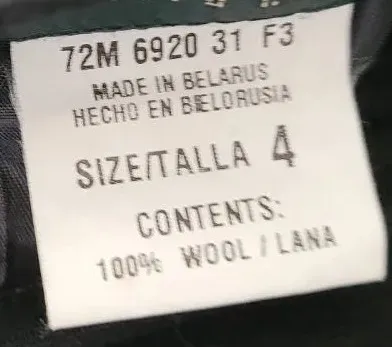 72M 6920 31 F3
MADE IN BELARUS
HECHO EN BIELORUSIA
SIZE/TALLA 4
CONTENTS:
100% WOOL / LANA